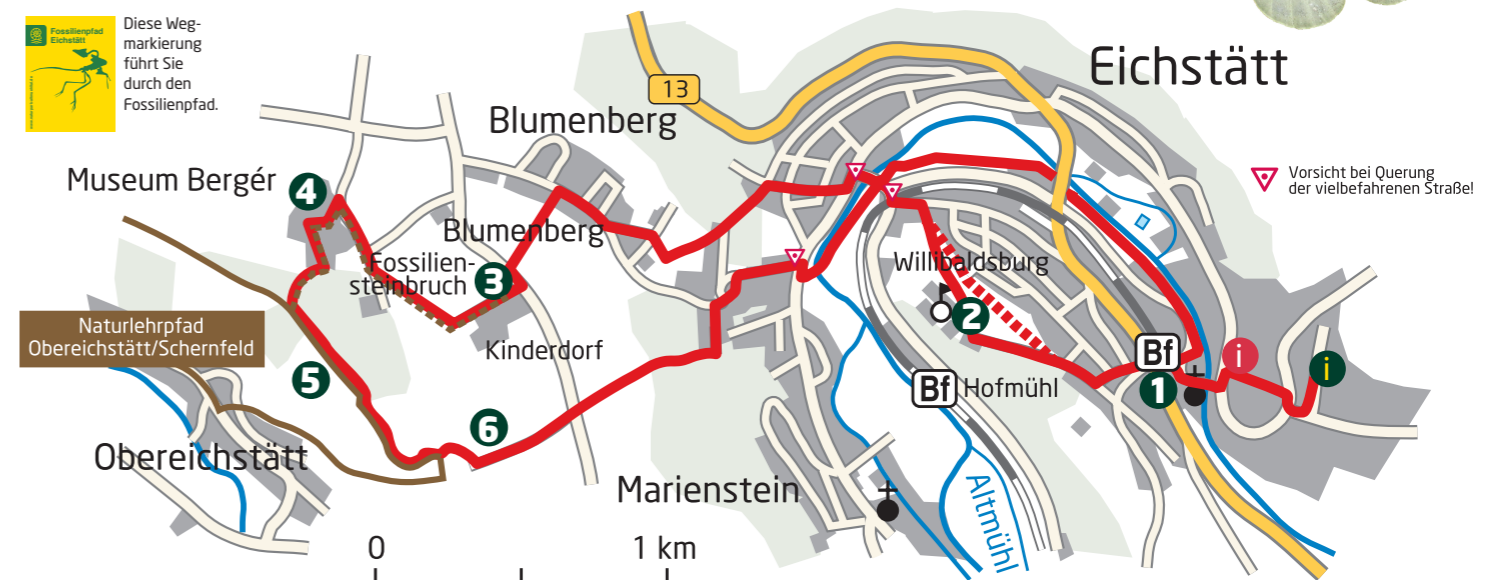 Fossilienpfad
Eichstätt
Diese Weg-
markierung
führt Sie
durch den
Fossilienpfad.
Eichstätt
13
Blumenberg
Museum Bergér
4
Vorsicht bei Querung
der vielbefahrenen Straße!
Blumenberg
Fossilien-
steinbruch
3
Willibaldsburg
2
Naturlehrpfad
Obereichstätt/Schernfeld
Kinderdorf
Bf
i
i
5
Bf
Hofmühl
1
6
Obereichstätt
Marienstein
Altmühl
0
1 km